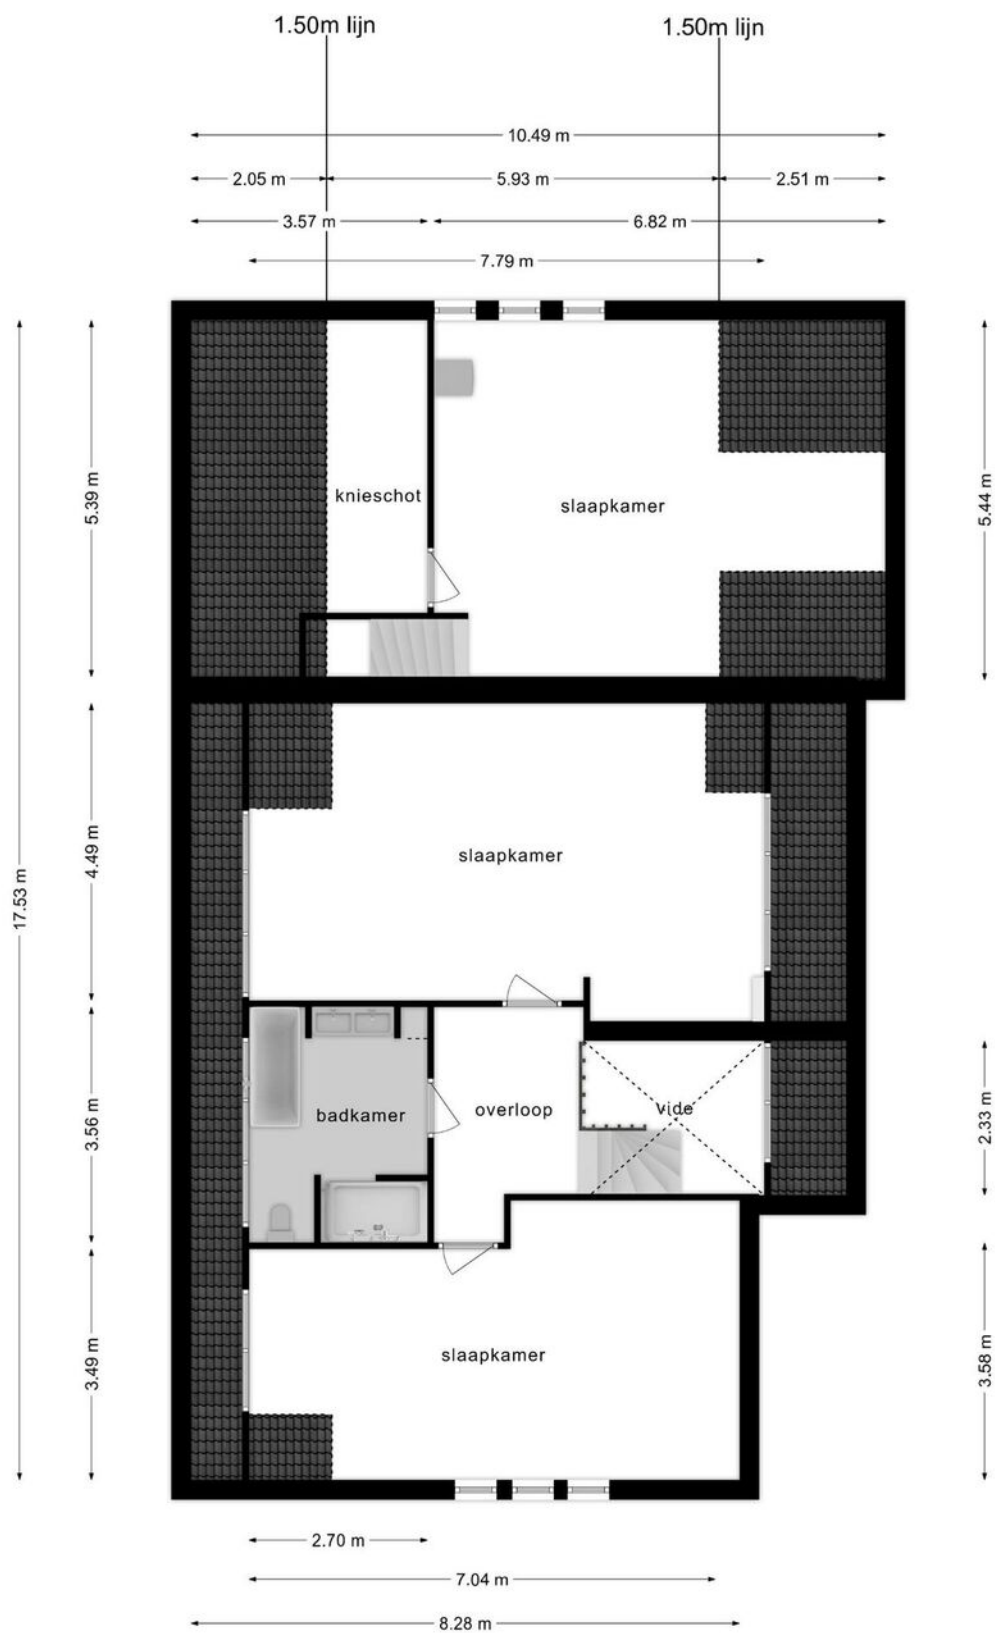 1.50m lijn
1.50m lijn
10.49 m
2.05 m
5.93 m
2.51 m
3.57 m
6.82 m
7.79 m
knieschot
slaapkamer
5.39 m
5.44 m
slaapkamer
4.49 m
17.53 m
badkamer
overloop
vide
3.56 m
2.33 m
slaapkamer
3.49 m
3.58 m
2.70 m
7.04 m
8.28 m